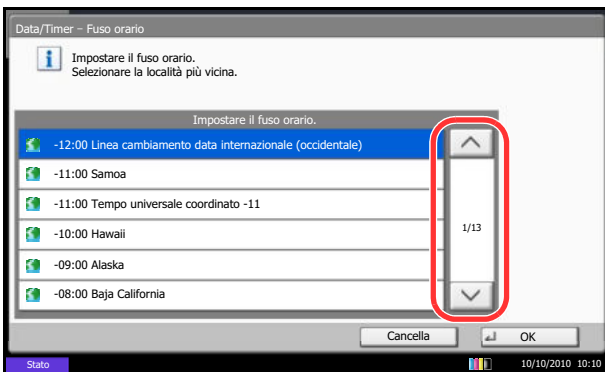 Data/Timer – Fuso orario
Impostare il fuso orario.
Selezionare la località più vicina.
Impostare il fuso orario.
-12:00 Linea cambiamento data internazionale (occidentale)
-11:00 Samoa
-11:00 Tempo universale coordinato -11
-10:00 Hawaii
1/13
-09:00 Alaska
-08:00 Baja California
Cancella
OK
Stato
10/10/2010 10:10